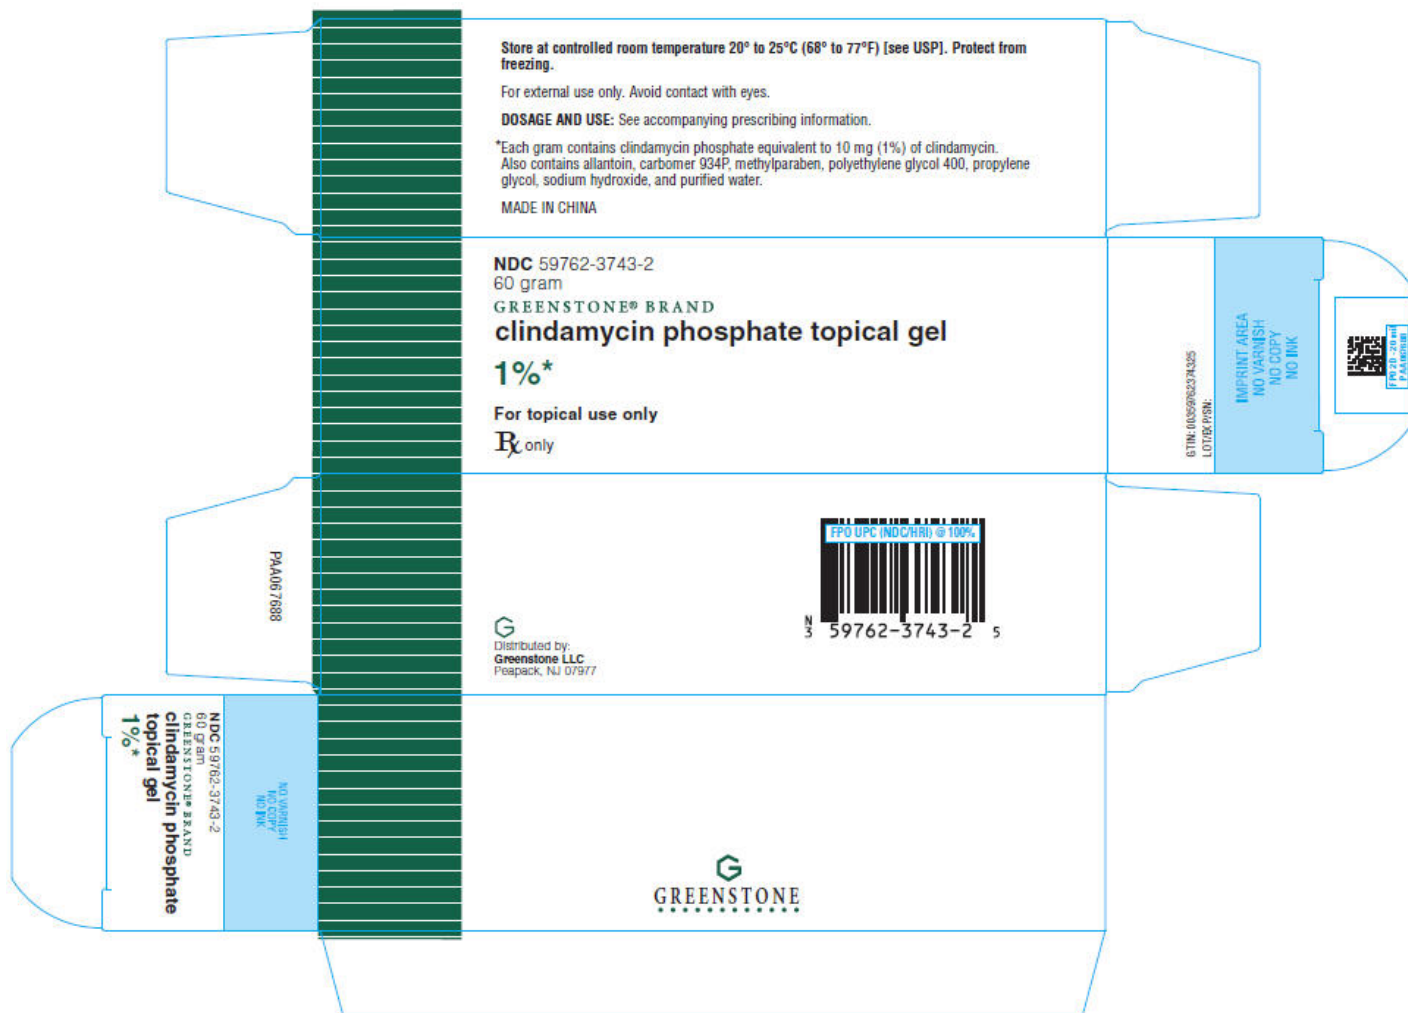 Store at controlled room temperature 20° to 25°C (68° to 77°F) [see USP]. Protect from
freezing.
For external use only. Avoid contact with eyes.
DOSAGE AND USE: See accompanying prescribing information.
*Each gram contains clindamycin phosphate equivalent to 10 mg (1%) of clindamycin.
Also contains allantoin, carbomer 934P, methylparaben, polyethylene glycol 400, propylene
glycol, sodium hydroxide, and purified water.
MADE IN CHINA
NDC 59762-3743-2
60 gram
GREENSTONE® BRAND
clindamycin phosphate topical gel
1%*
For topical use only
Rx only
GTIN: 00359762374325
LOT/EXP/SN:
IMPRINT AREA
NO VARNISH
NO COPY
NO INK
FPO 2D -20 mil
PAA067688
PAA067688
FPO UPC (NDC/HRI) @ 100%
N
3 59762-3743-2 5
G
Distributed by:
Greenstone LLC
Peapack, NJ 07977
NDC 59762-3743-2
60 gram
GREENSTONE® BRAND
clindamycin phosphate
topical gel
1%*
NO VARNISH
NO COPY
NO INK
G
GREENSTONE